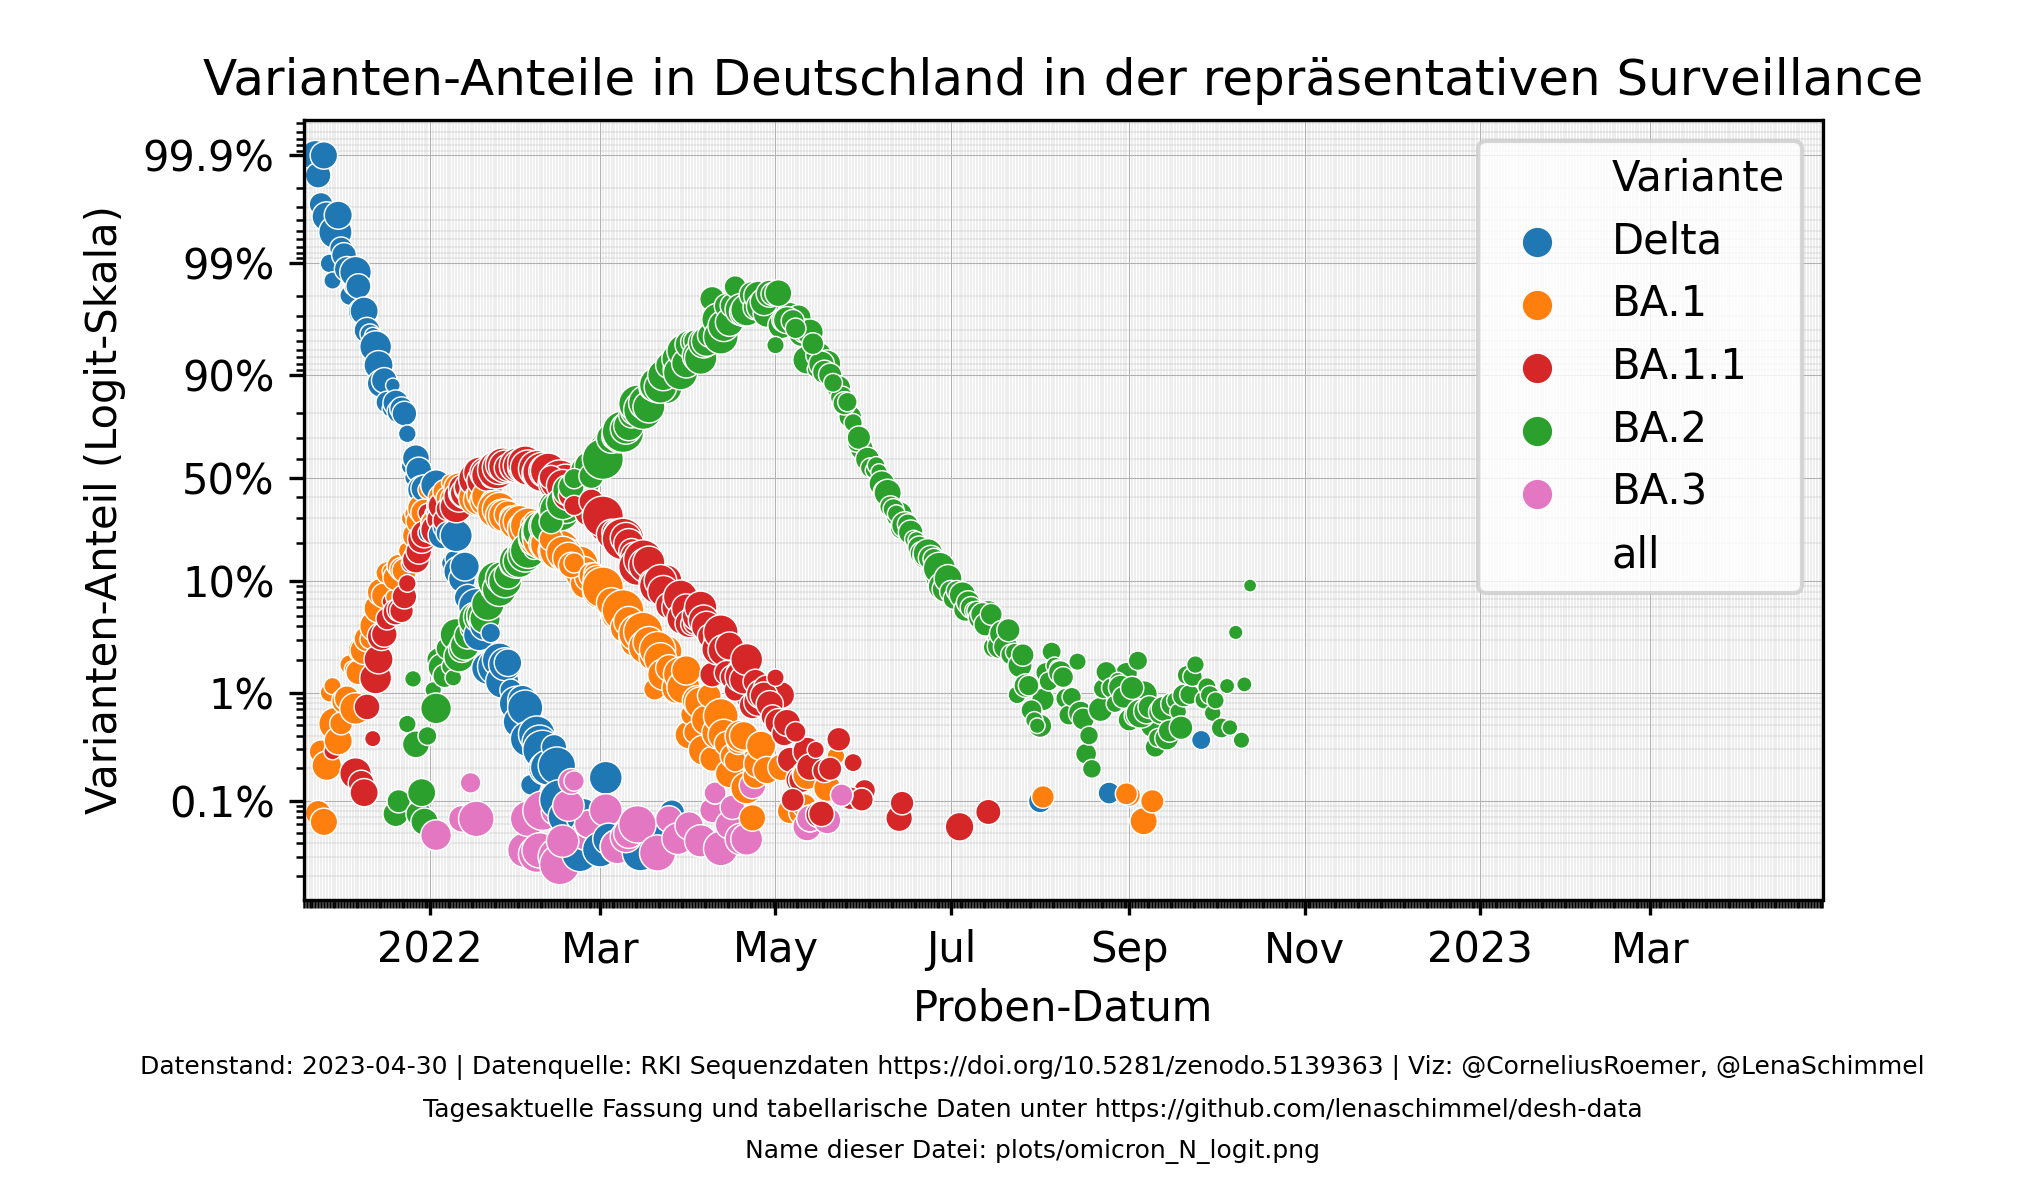 Varianten-Anteile in Deutschland in der repräsentativen Surveillance
Varianten-Anteil (Logit-Skala)
99.9%
99%
90%
50%
10%
1%
0.1%
Variante
Delta
BA.1
BA.1.1
BA.2
BA.3
all
2022 Mar May Jul Sep Nov 2023 Mar
Proben-Datum
Datenstand: 2023-04-30 | Datenquelle: RKI Sequenzdaten https://doi.org/10.5281/zenodo.5139363 | Viz: @CorneliusRoemer, @LenaSchimmel
Tagesaktuelle Fassung und tabellarische Daten unter https://github.com/lenaschimmel/desh-data
Name dieser Datei: plots/omicron_N_logit.png